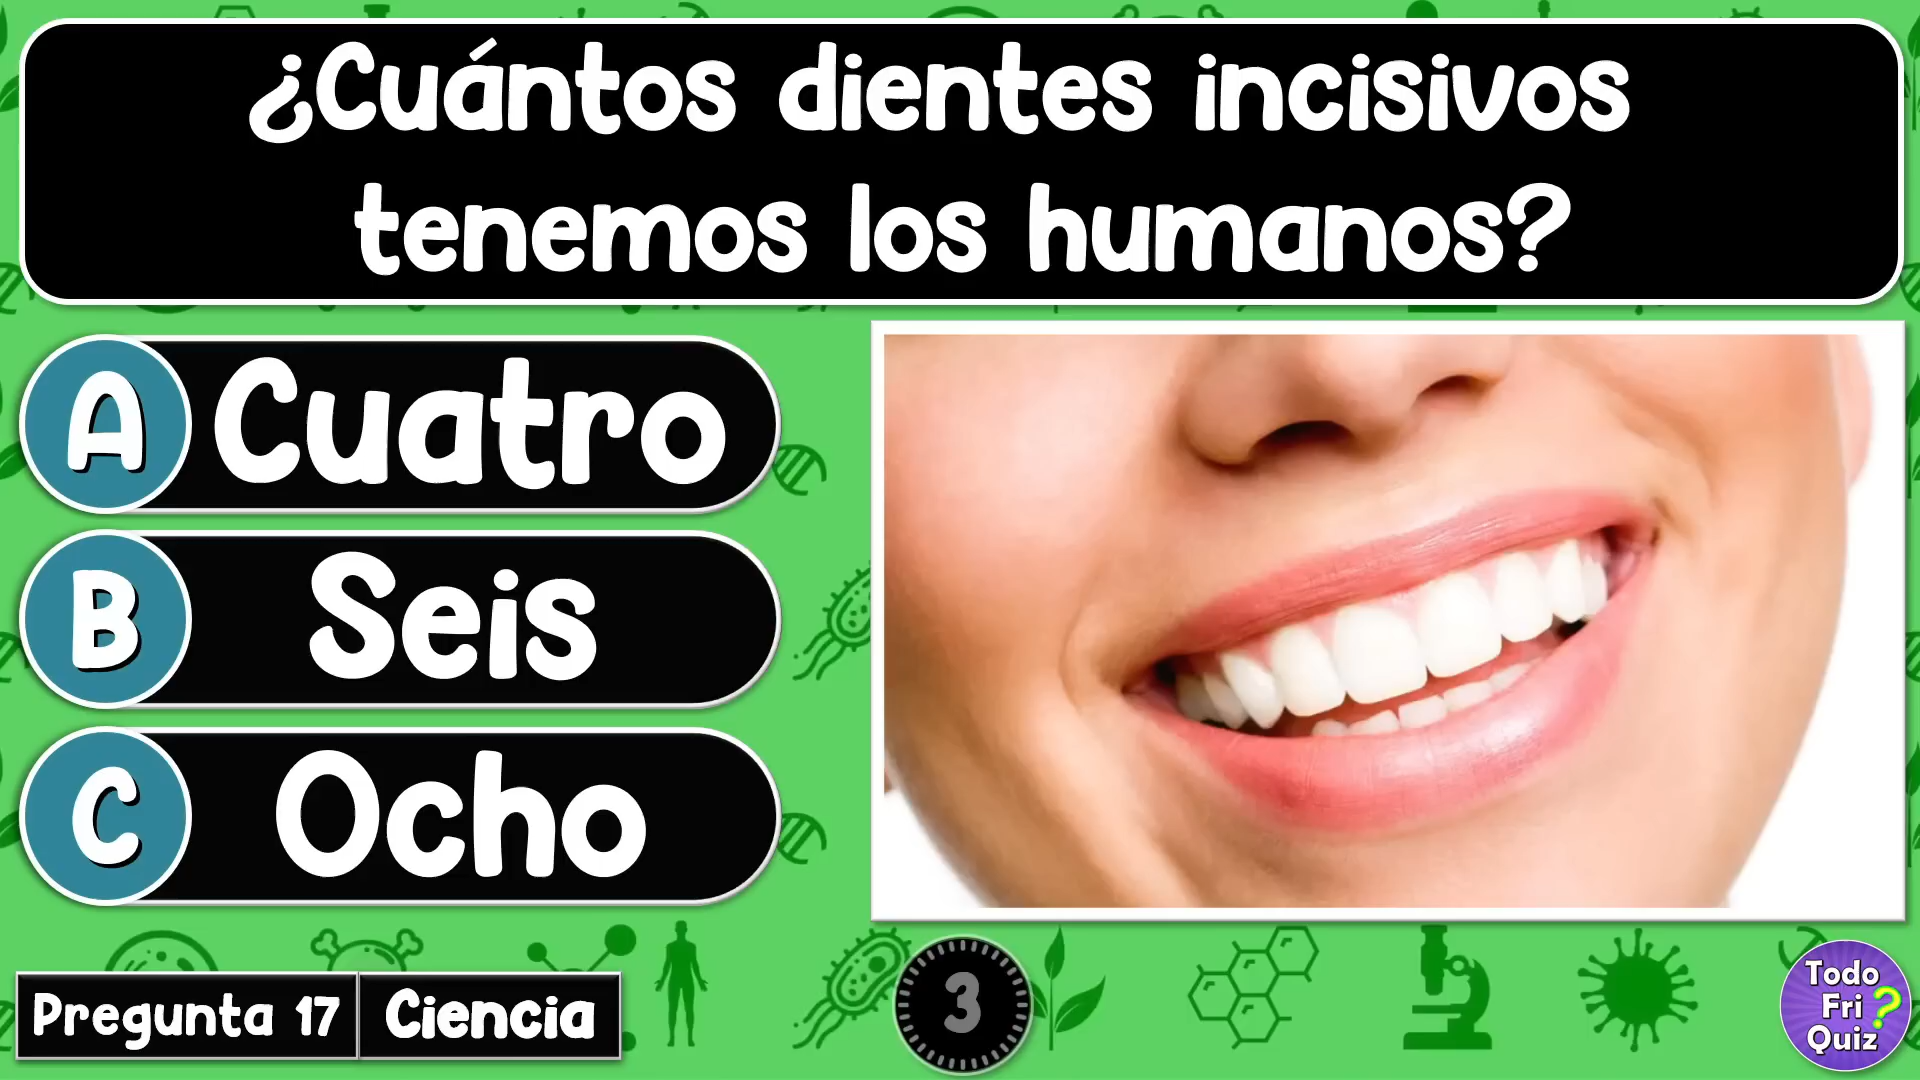 ¿Cuántos dientes incisivos
tenemos los humanos?
A Cuatro
B Seis
C Ocho
Pregunta 17 Ciencia
3
Todo
Fri ?
Quiz